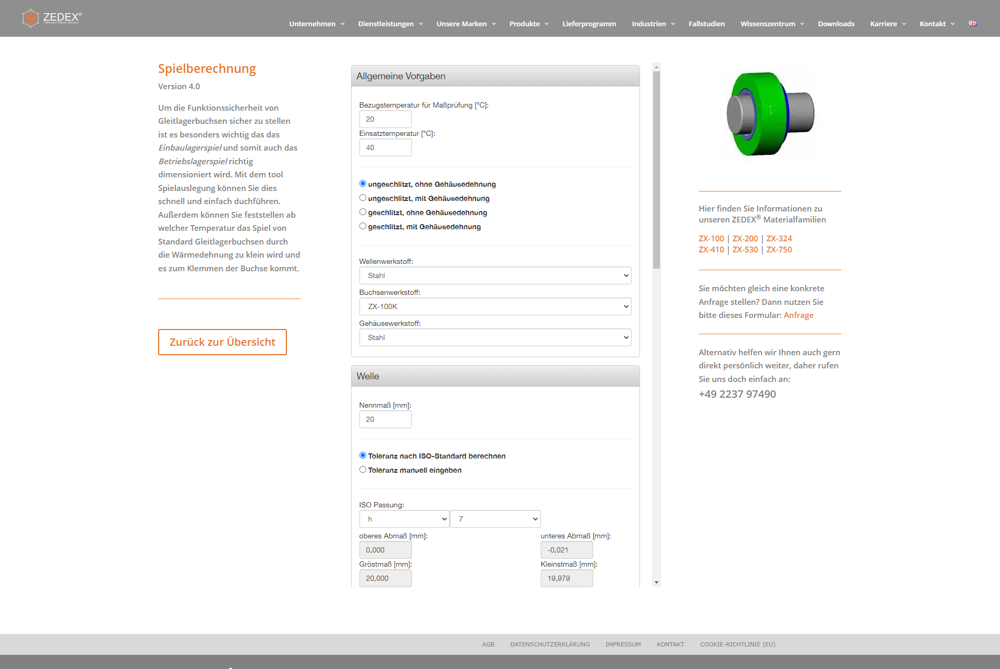 ZEDEX®
Tribological Polymer Solutions
Unternehmen
Dienstleistungen
Unsere Marken
Produkte
Lieferprogramm
Industrien
Fallstudien
Wissenszentrum
Downloads
Karriere
Kontakt
Spielberechnung
Version 4.0
Um die Funktionssicherheit von
Gleitlagerbuchsen sicher zu stellen
ist es besonders wichtig das das
Einbaulagerspiel und somit auch das
Betriebslagerspiel richtig
dimensioniert wird. Mit dem tool
Spielauslegung können Sie dies
schnell und einfach duchführen.
Außerdem können Sie feststellen ab
welcher Temperatur das Spiel von
Standard Gleitlagerbuchsen durch
die Wärmedehnung zu klein wird und
es zum Klemmen der Buchse kommt.
Zurück zur Übersicht
Allgemeine Vorgaben
Bezugstemperatur für Maßprüfung [°C]:
20
Einsatztemperatur [°C]:
40
ungeschlitzt, ohne Gehäusedehnung
ungeschlitzt, mit Gehäusedehnung
geschlitzt, ohne Gehäusedehnung
geschlitzt, mit Gehäusedehnung
Wellenwerkstoff:
Stahl
Buchsenwerkstoff:
ZX-100K
Gehäusewerkstoff:
Stahl
Welle
Nennmaß [mm]:
20
Toleranz nach ISO-Standard berechnen
Toleranz manuell eingeben
ISO Passung:
h 7
oberes Abmaß [mm]: unteres Abmaß [mm]:
0,000 -0,021
Gröstmaß [mm]: Kleinstmaß [mm]:
20,000 19,979
Hier finden Sie Informationen zu
unseren ZEDEX® Materialfamilien
ZX-100 | ZX-200 | ZX-324
ZX-410 | ZX-530 | ZX-750
Sie möchten gleich eine konkrete
Anfrage stellen? Dann nutzen Sie
bitte dieses Formular: Anfrage
Alternativ helfen wir Ihnen auch gern
direkt persönlich weiter, daher rufen
Sie uns doch einfach an:
+49 2237 97490
AGB
DATENSCHUTZERKLÄRUNG
IMPRESSUM
KONTAKT
COOKIE-RICHTLINIE (EU)